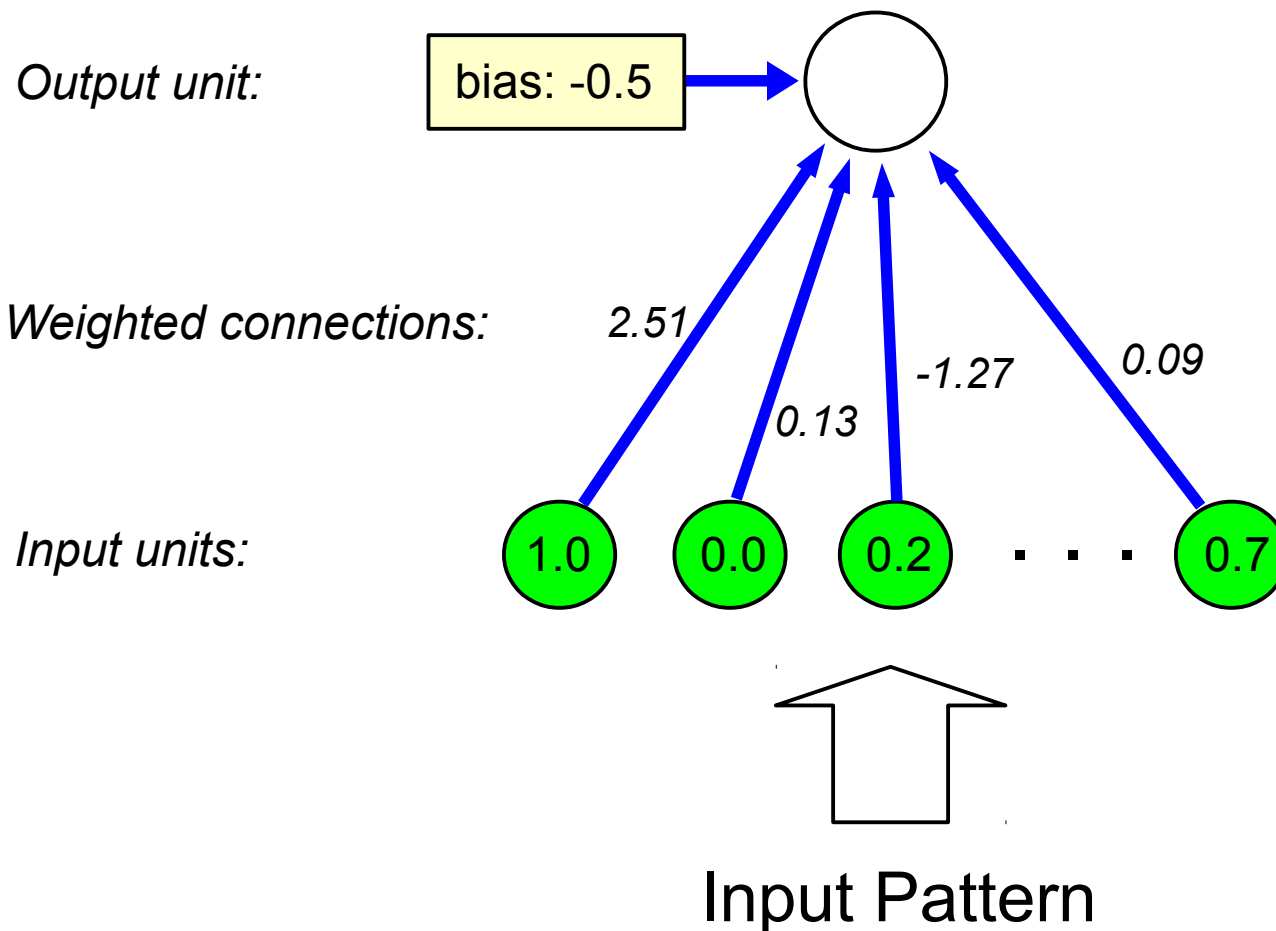 Output unit:
bias: -0.5
Weighted connections:
2.51
0.13
-1.27
0.09
Input units:
1.0
0.0
0.2
. . .
0.7
Input Pattern